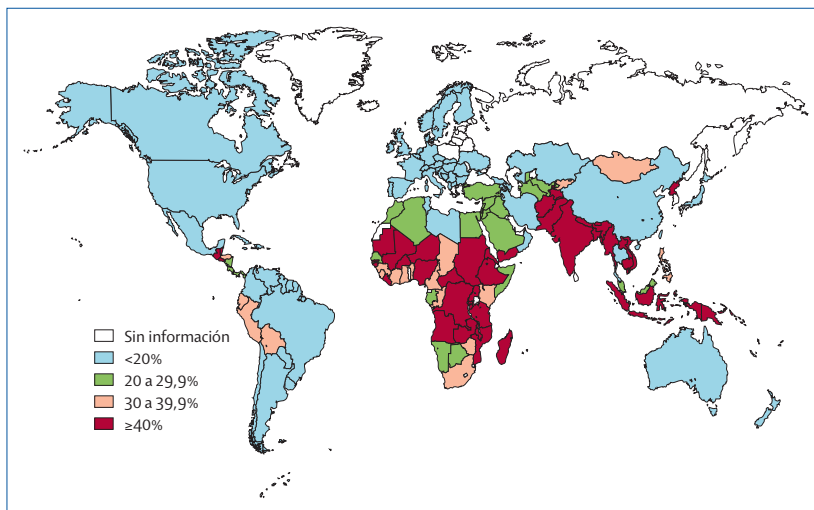 Sin información
<20%
20 a 29,9%
30 a 39,9%
≥40%